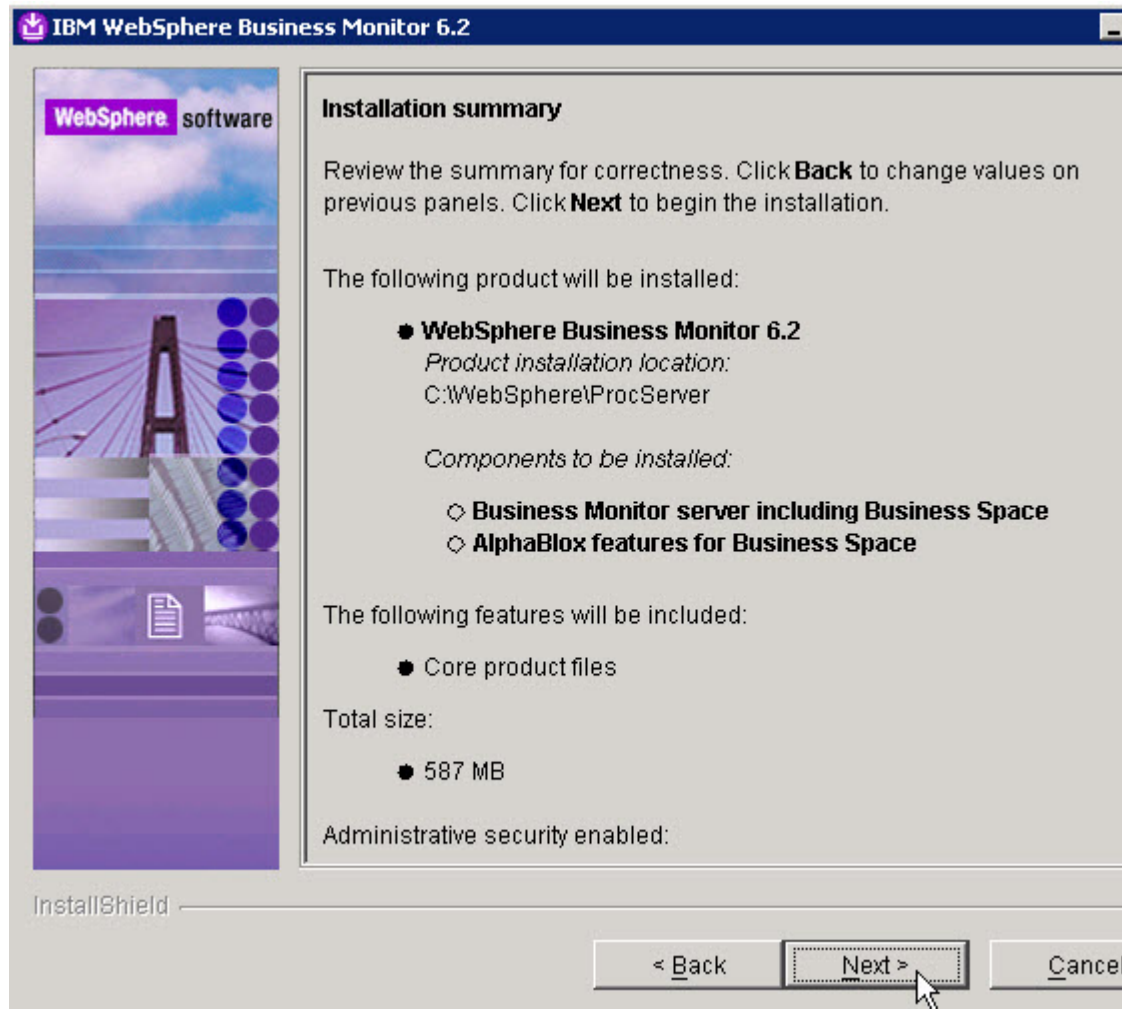 IBM WebSphere Business Monitor 6.2
WebSphere software
Installation summary
Review the summary for correctness. Click Back to change values on
previous panels. Click Next to begin the installation.
The following product will be installed:
WebSphere Business Monitor 6.2
Product installation location:
C:\WebSphere\ProcServer
Components to be installed:
Business Monitor server including Business Space
AlphaBlox features for Business Space
The following features will be included:
Core product files
Total size:
587 MB
Administrative security enabled:
InstallShield
< Back
Next >
Cancel